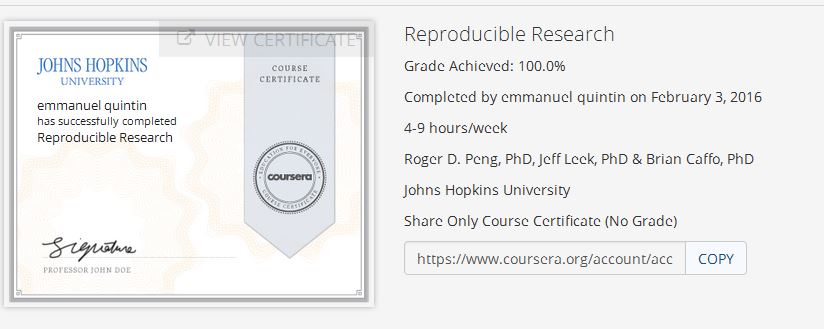 VIEW CERTIFICATE
JOHNS HOPKINS
UNIVERSITY
emmanuel quintin
has successfully completed
Reproducible Research
Signature
PROFESSOR JOHN DOE
COURSE
CERTIFICATE
EDUCATION FOR EVERYONE
coursera
COURSE CERTIFICATE
Reproducible Research
Grade Achieved: 100.0%
Completed by emmanuel quintin on February 3, 2016
4-9 hours/week
Roger D. Peng, PhD, Jeff Leek, PhD & Brian Caffo, PhD
Johns Hopkins University
Share Only Course Certificate (No Grade)
https://www.coursera.org/account/acc
COPY